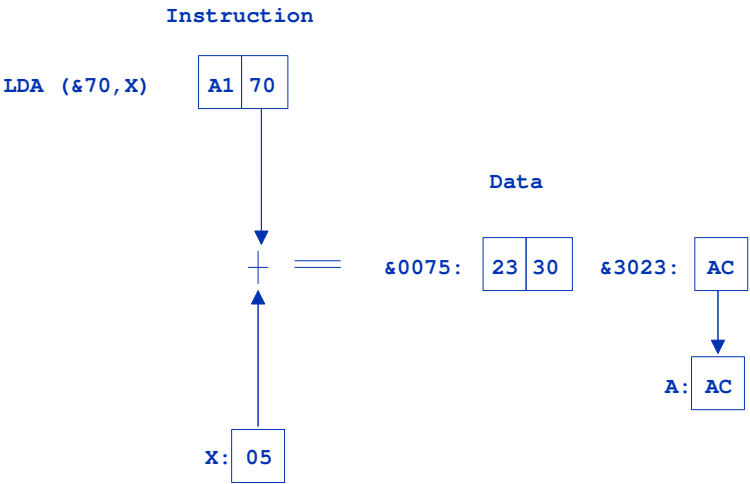 Instruction
LDA (&70,X) A1 70
Data
+ = &0075: 23 30 &3023: AC
A: AC
X: 05